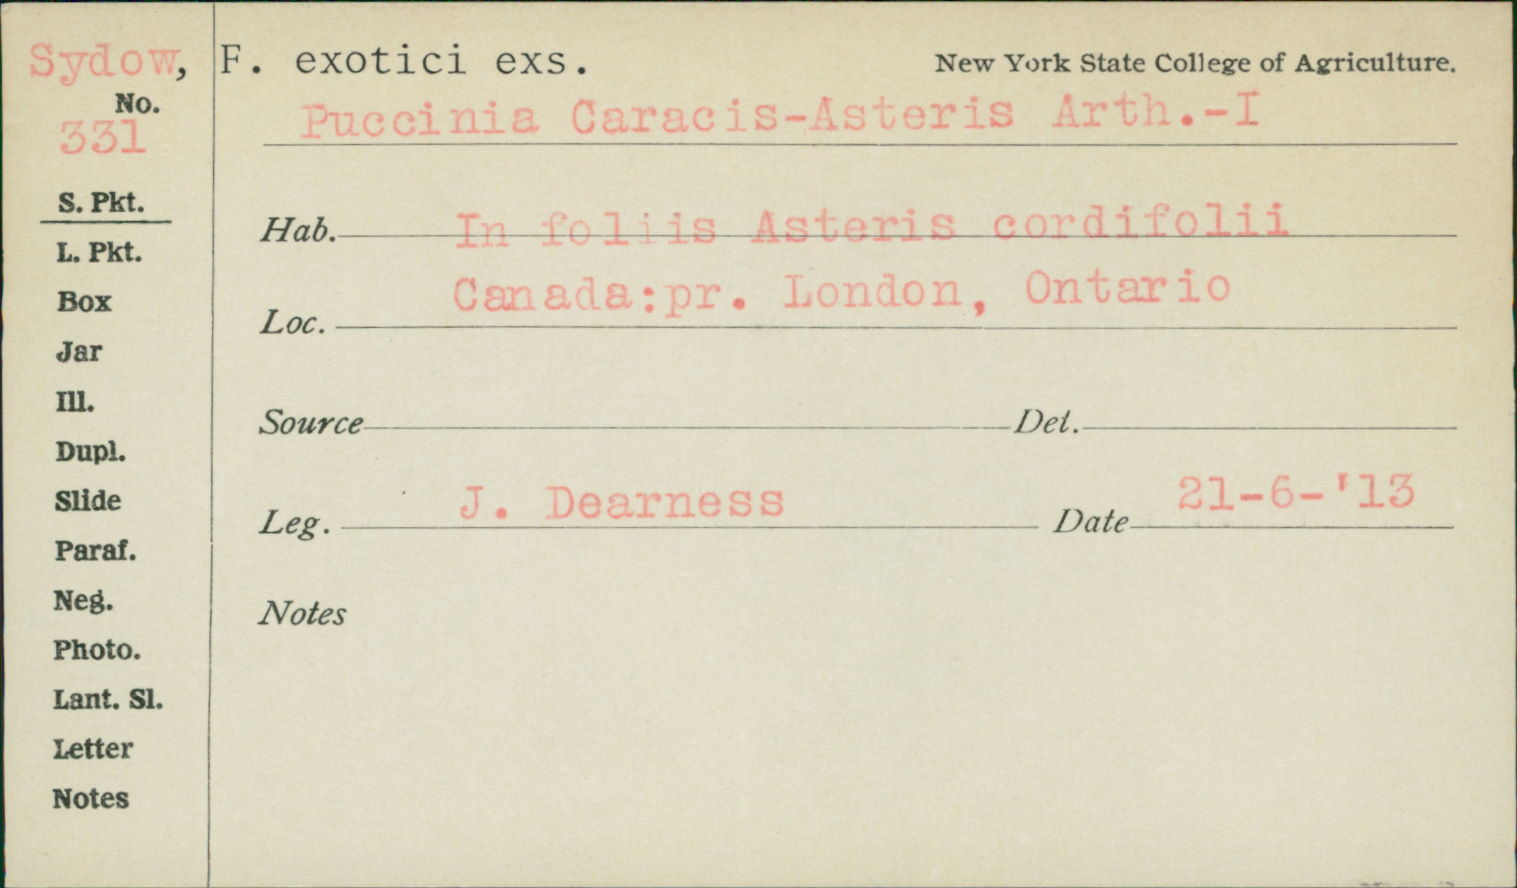 Sydow, F. exotici exs.
New York State College of Agriculture.
No.
331
Puccinia Caracis-Asteris Arth.-I
S. Pkt.
L. Pkt.
Box
Jar
Ill.
Dupl.
Slide
Paraf.
Neg.
Photo.
Lant. Sl.
Letter
Notes
Hab. In foliis Asteris cordifolii
Loc. Canada:pr. London, Ontario
Source Det.
Leg. J. Dearness Date 21-6-'13
Notes